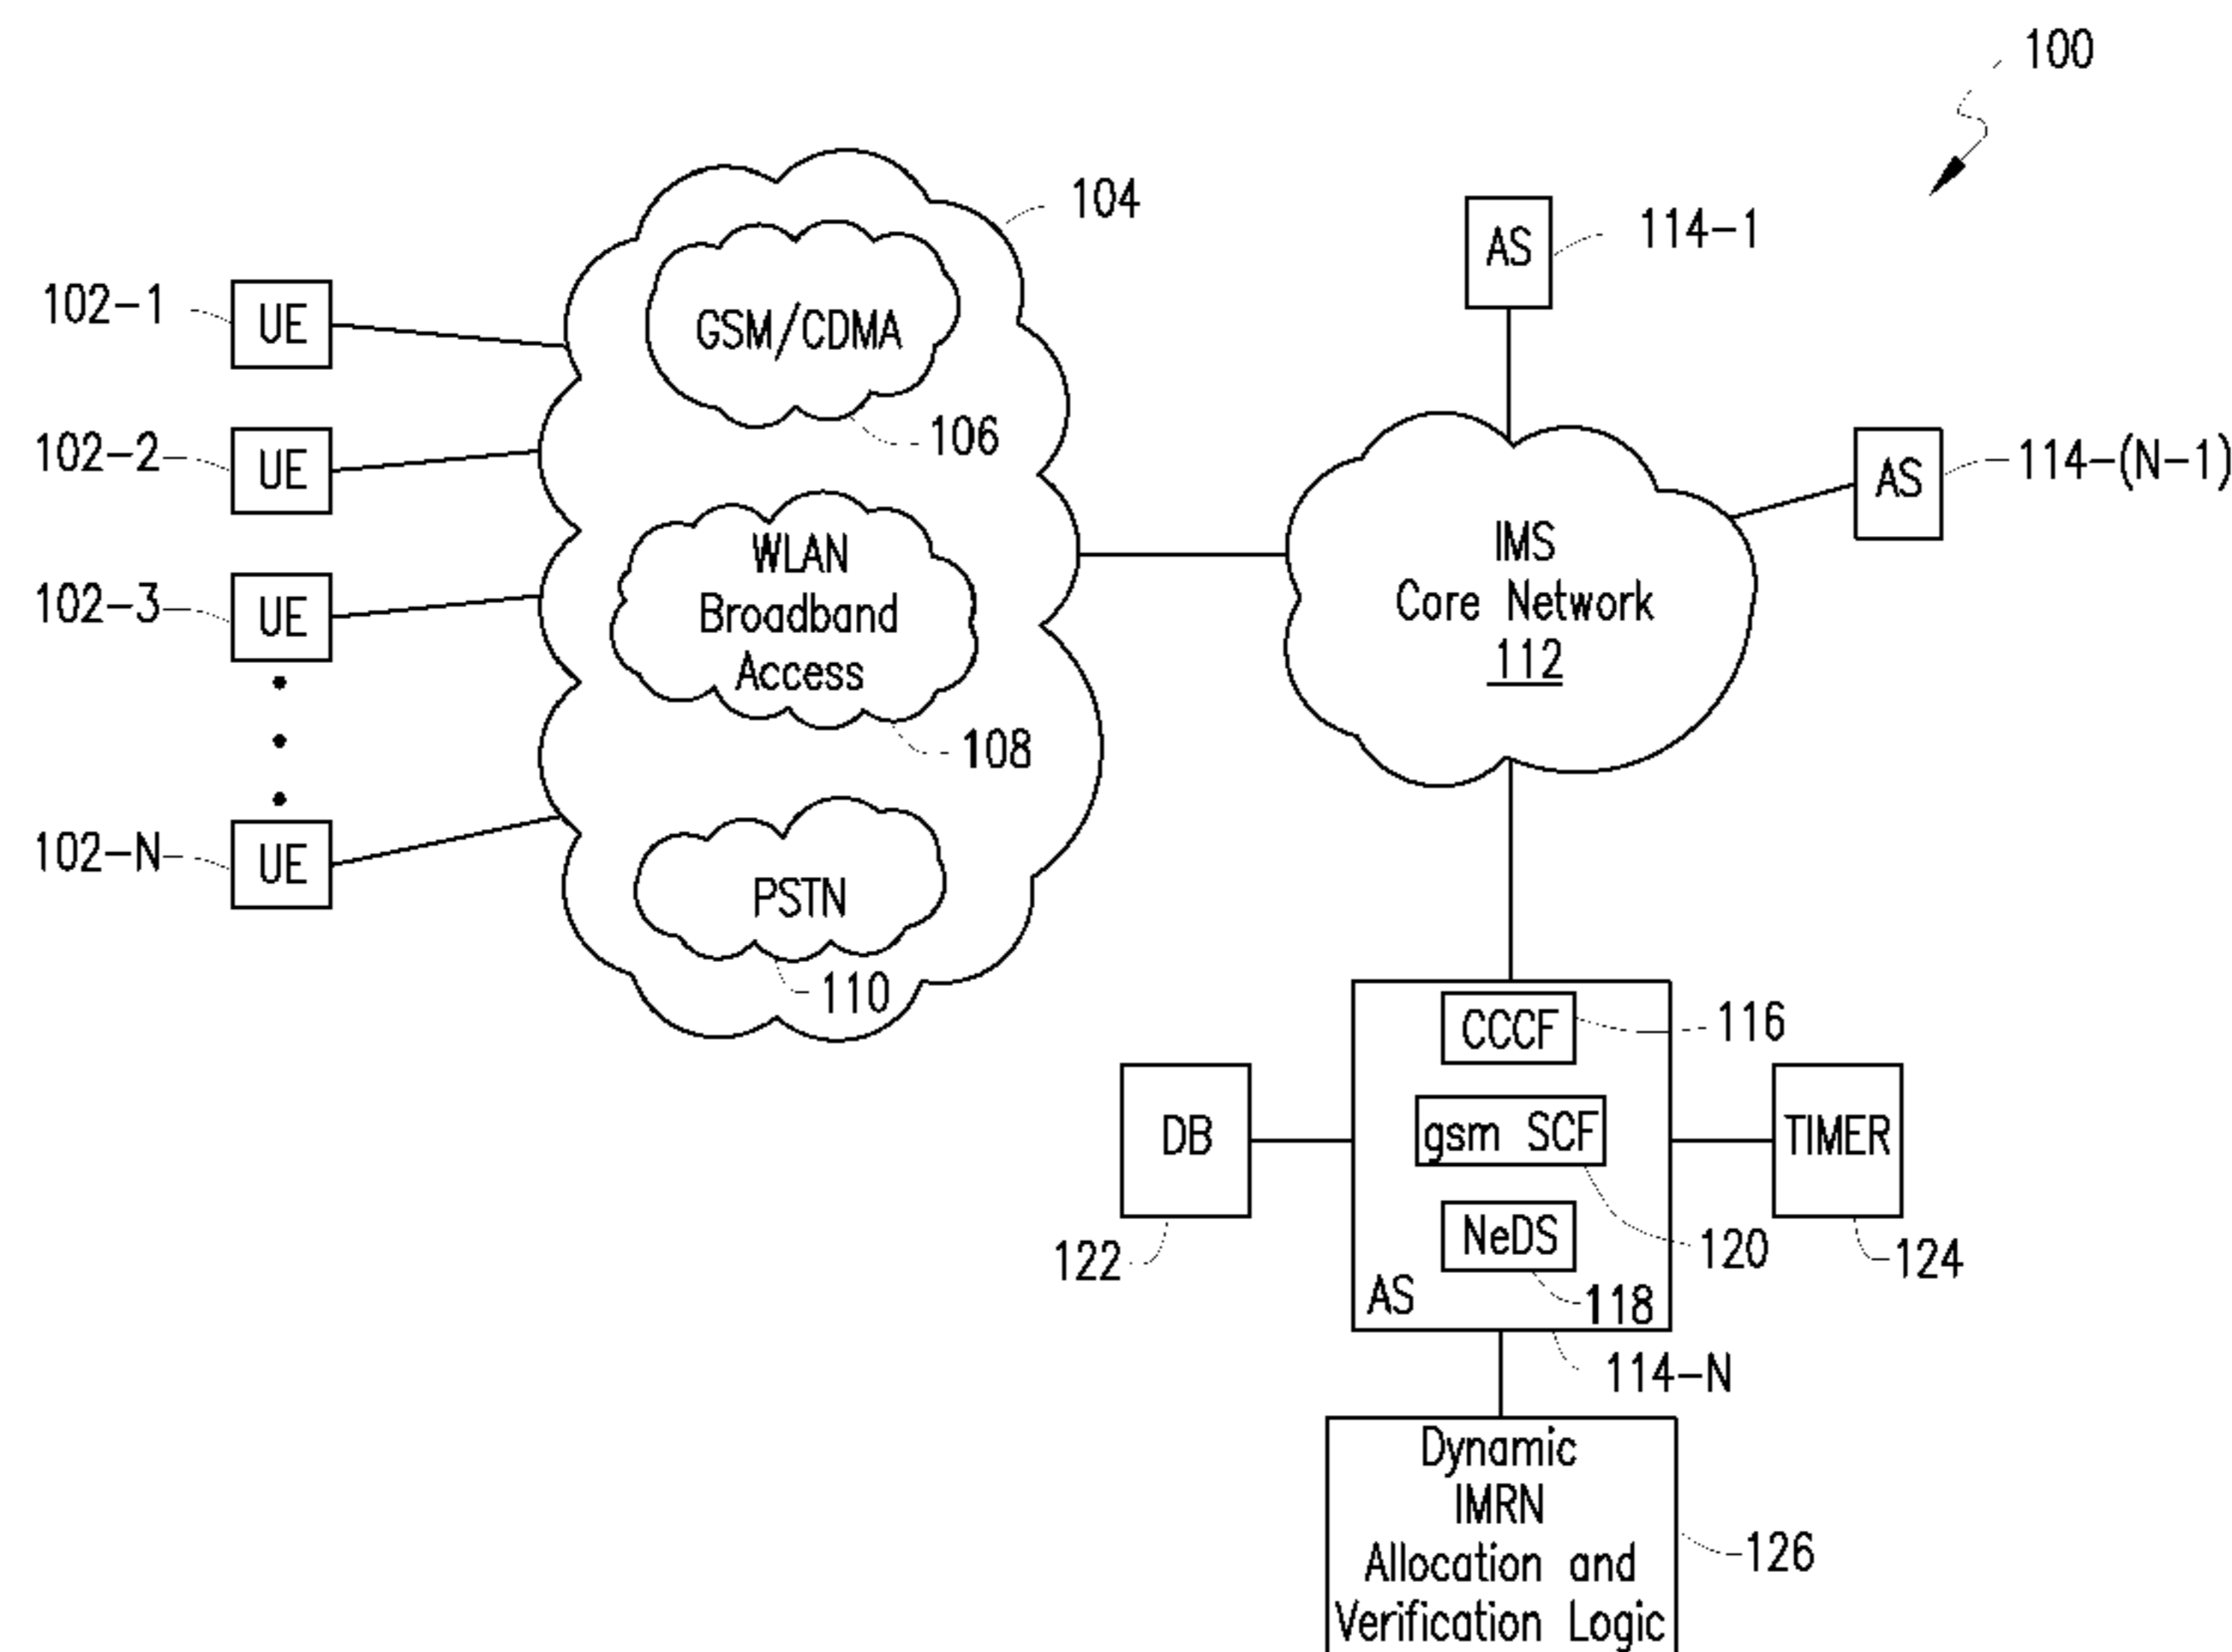 100
104
114-1
AS
102-1
UE
GSM/CDMA
106
102-2
UE
AS
114-(N-1)
WLAN
Broadband
Access
108
IMS
Core Network
112
102-3
UE
102-N
UE
PSTN
110
CCCF
116
DB
gsm SCF
TIMER
122
NeDS
120
124
AS
118
114-N
Dynamic
IMRN
Allocation and
Verification Logic
126